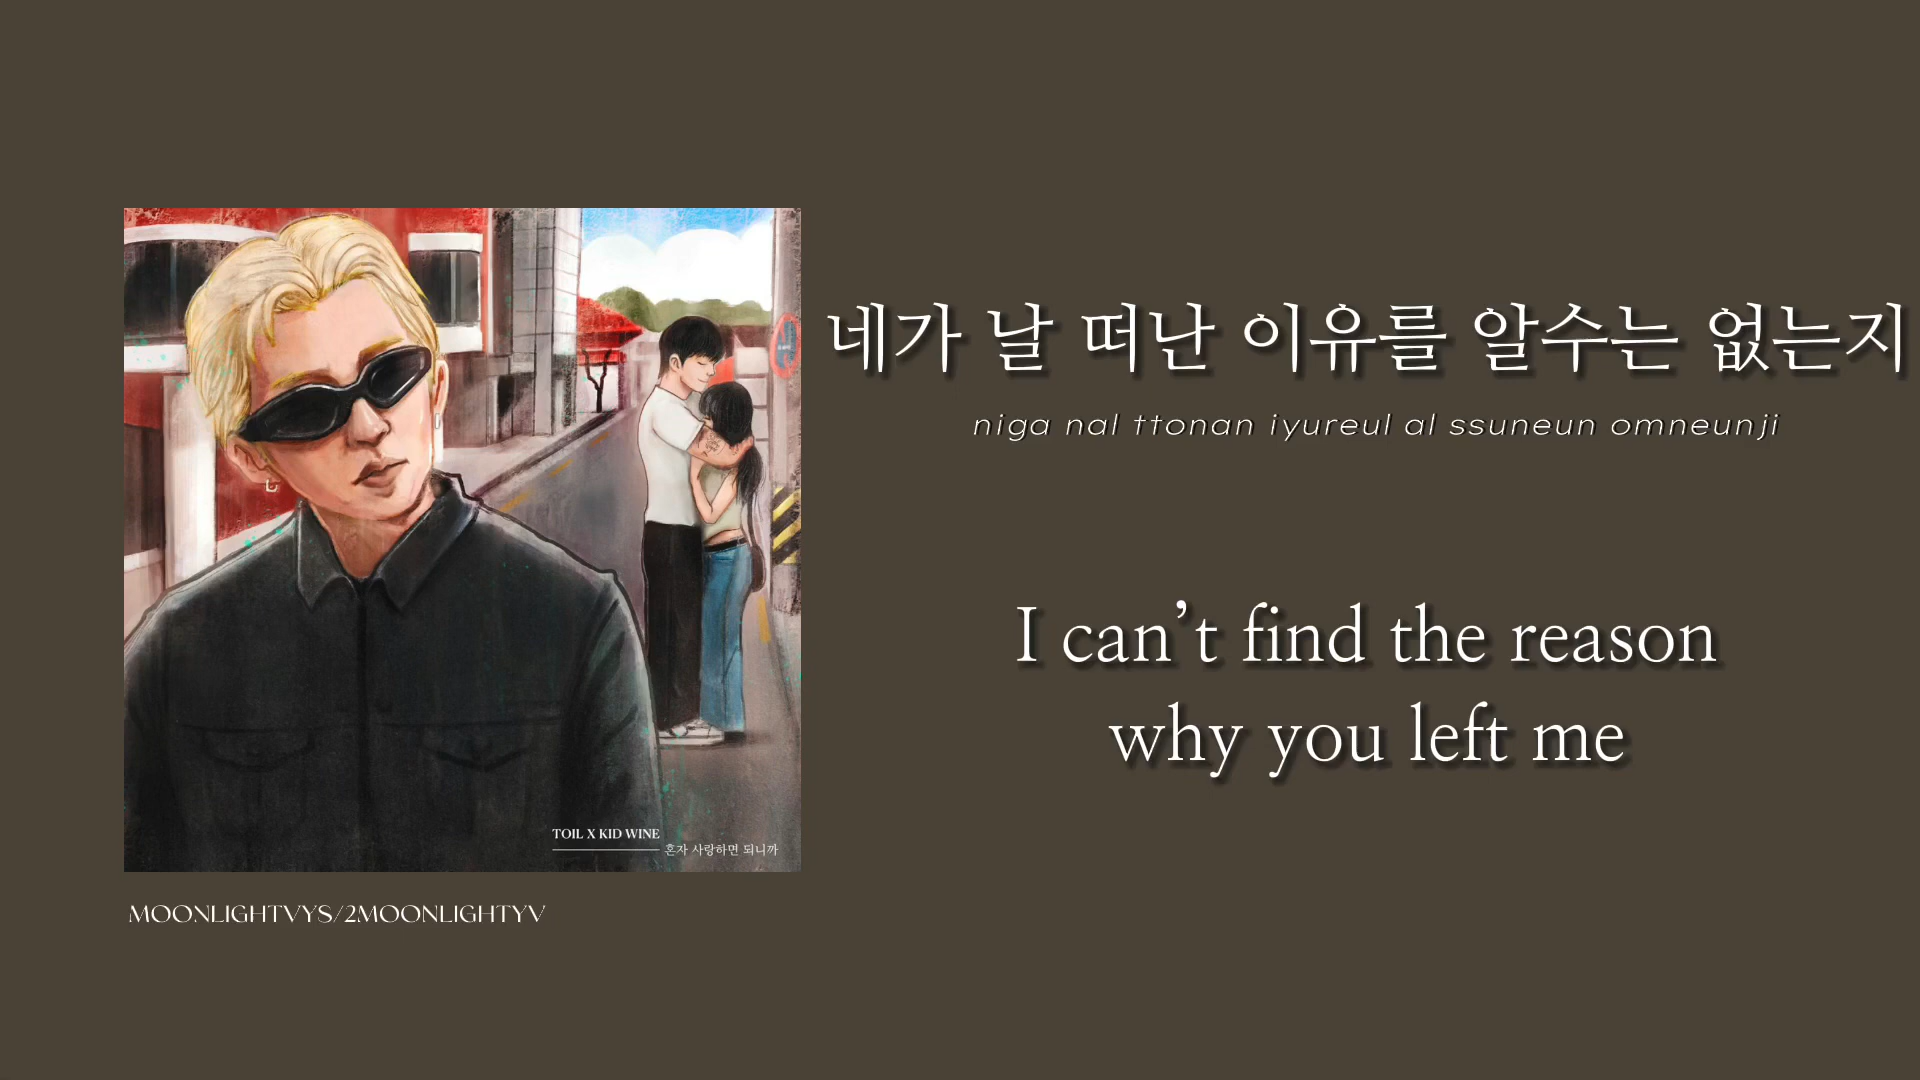 네가 날 떠난 이유를 알수는 없는지
niga nal ttonan iyureul al ssuneun omneunji
I can’t find the reason
why you left me
TOIL X KID WINE
혼자 사랑하면 되니까
MOONLIGHTVYS/2MOONLIGHTYV